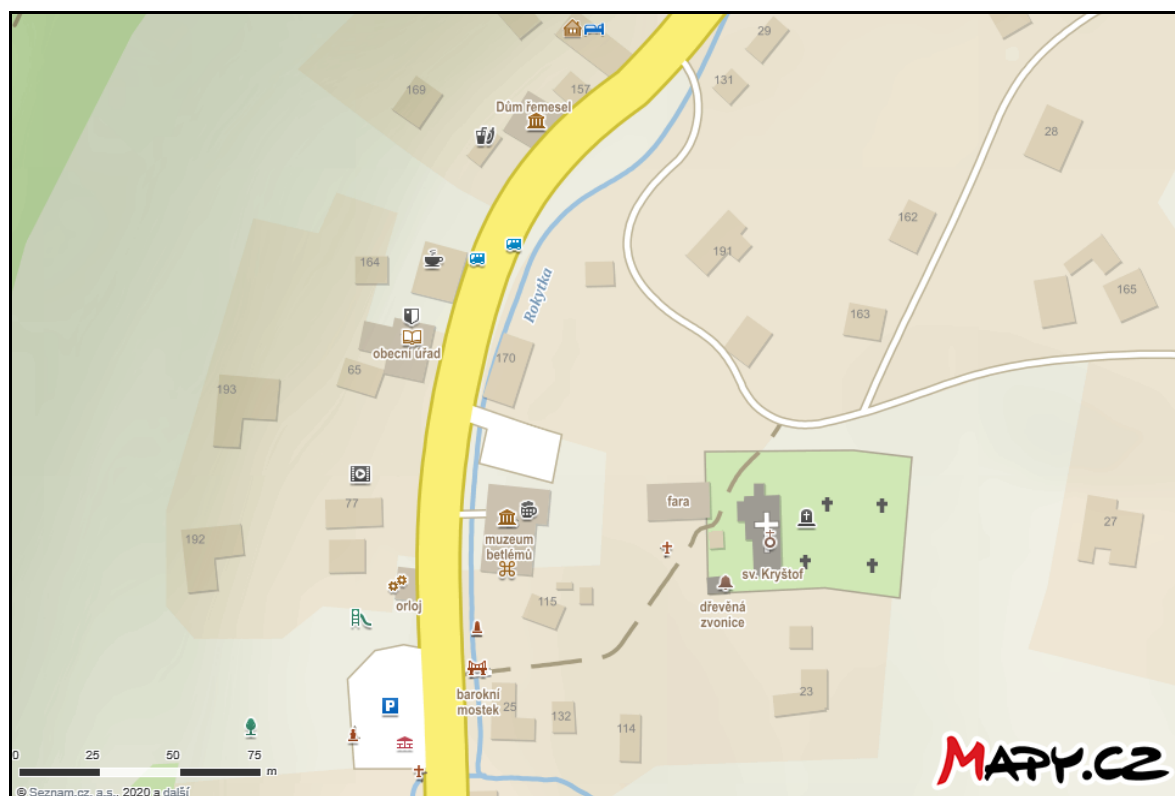 29
131
169
157
Dům řemesel
28
162
191
164
Rokytka
165
163
obecní úřad
170
65
193
77
fara
27
192
muzeum
betlémů
sv. Kryštof
orloj
115
dřevěná
zvonice
barokní
mostek
P
25
132
114
23
0 25 50 75 m
© Seznam.cz, a.s., 2020 a další
MAPY.CZ